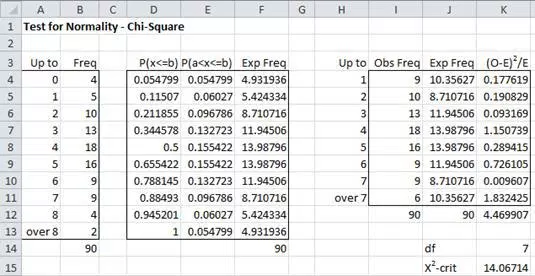 A B C D E F G H I J K
1 Test for Normality - Chi-Square
2
3 Up to Freq P(x<=b) P(a<x<=b) Exp Freq Up to Obs Freq Exp Freq (O-E)²/E
4 0 4 0.054799 0.054799 4.931936 1 9 10.35627 0.177619
5 1 5 0.11507 0.06027 5.424334 2 10 8.710716 0.190829
6 2 10 0.211855 0.096786 8.710716 3 13 11.94506 0.093169
7 3 13 0.344578 0.132723 11.94506 4 18 13.98796 1.150739
8 4 18 0.5 0.155422 13.98796 5 16 13.98796 0.289415
9 5 16 0.655422 0.155422 13.98796 6 9 11.94506 0.726105
10 6 9 0.788145 0.132723 11.94506 7 9 8.710716 0.009607
11 7 9 0.88493 0.096786 8.710716 over 7 6 10.35627 1.832425
12 8 4 0.945201 0.06027 5.424334 90 90 4.469907
13 over 8 2 1 0.054799 4.931936
14 90 90 df 7
15 X²-crit 14.06714